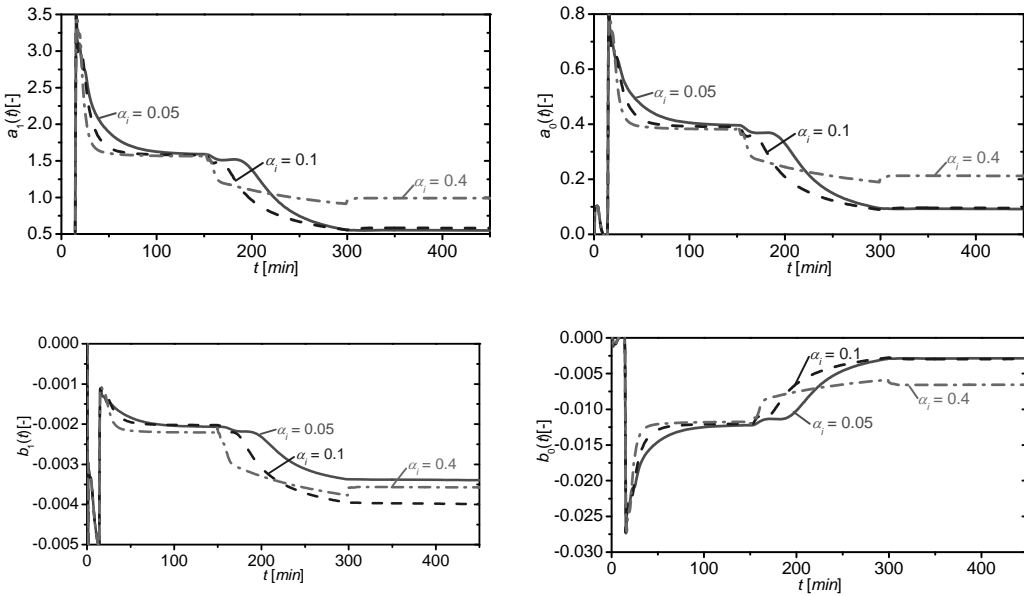 a₁(t)[-]
3.5
3.0
2.5
2.0
1.5
1.0
0.5
αᵢ = 0.05
αᵢ = 0.1
αᵢ = 0.4
0 100 200 300 400
t [min]
a₀(t)[-]
0.8
0.6
0.4
0.2
0.0
αᵢ = 0.05
αᵢ = 0.1
αᵢ = 0.4
0 100 200 300 400
t [min]
b₁(t)[-]
0.000
-0.001
-0.002
-0.003
-0.004
-0.005
αᵢ = 0.05
αᵢ = 0.1
αᵢ = 0.4
0 100 200 300 400
t [min]
b₀(t)[-]
0.000
-0.005
-0.010
-0.015
-0.020
-0.025
-0.030
αᵢ = 0.1
αᵢ = 0.4
αᵢ = 0.05
0 100 200 300 400
t [min]